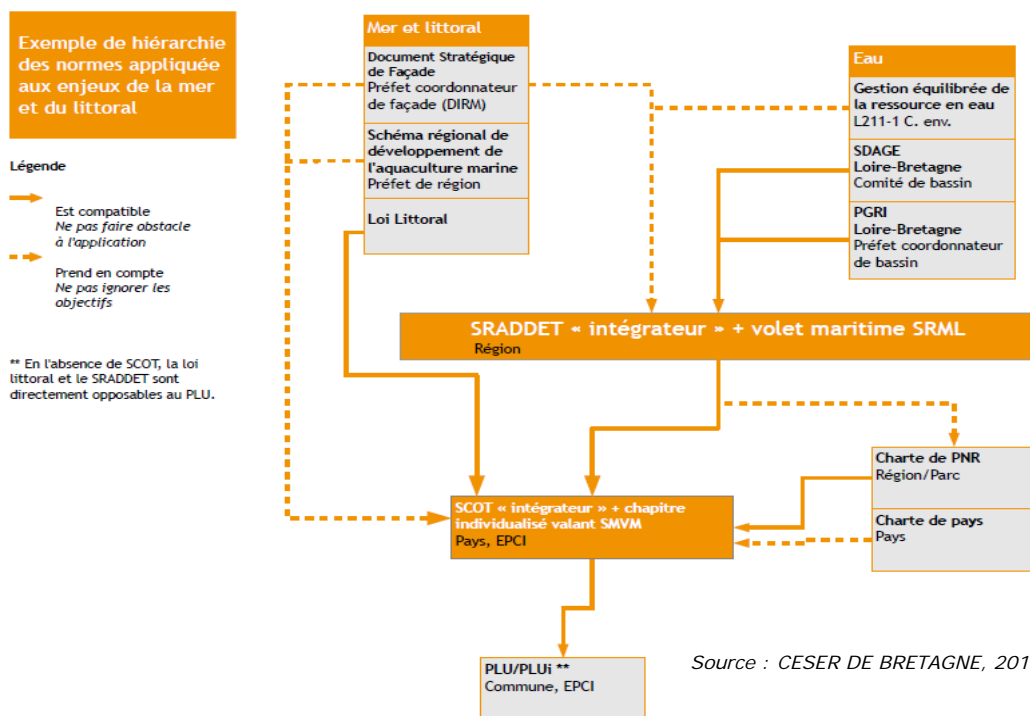 Exemple de hiérarchie
des normes appliquée
aux enjeux de la mer
et du littoral
Légende
Est compatible
Ne pas faire obstacle
à l'application
Prend en compte
Ne pas ignorer les
objectifs
** En l'absence de SCOT, la loi
littoral et le SRADDET sont
directement opposables au PLU.
Mer et littoral
Document Stratégique
de Façade
Préfet coordonnateur
de façade (DIRM)
Schéma régional de
développement de
l'aquaculture marine
Préfet de région
Loi Littoral
Eau
Gestion équilibrée de
la ressource en eau
L211-1 C. env.
SDAGE
Loire-Bretagne
Comité de bassin
PGRI
Loire-Bretagne
Préfet coordonnateur
de bassin
SRADDET « intégrateur » + volet maritime SRML
Région
Charte de PNR
Région/Parc
Charte de pays
Pays
SCOT « intégrateur » + chapitre
individualisé valant SMVM
Pays, EPCI
PLU/PLUi **
Commune, EPCI
Source : CESER DE BRETAGNE, 201